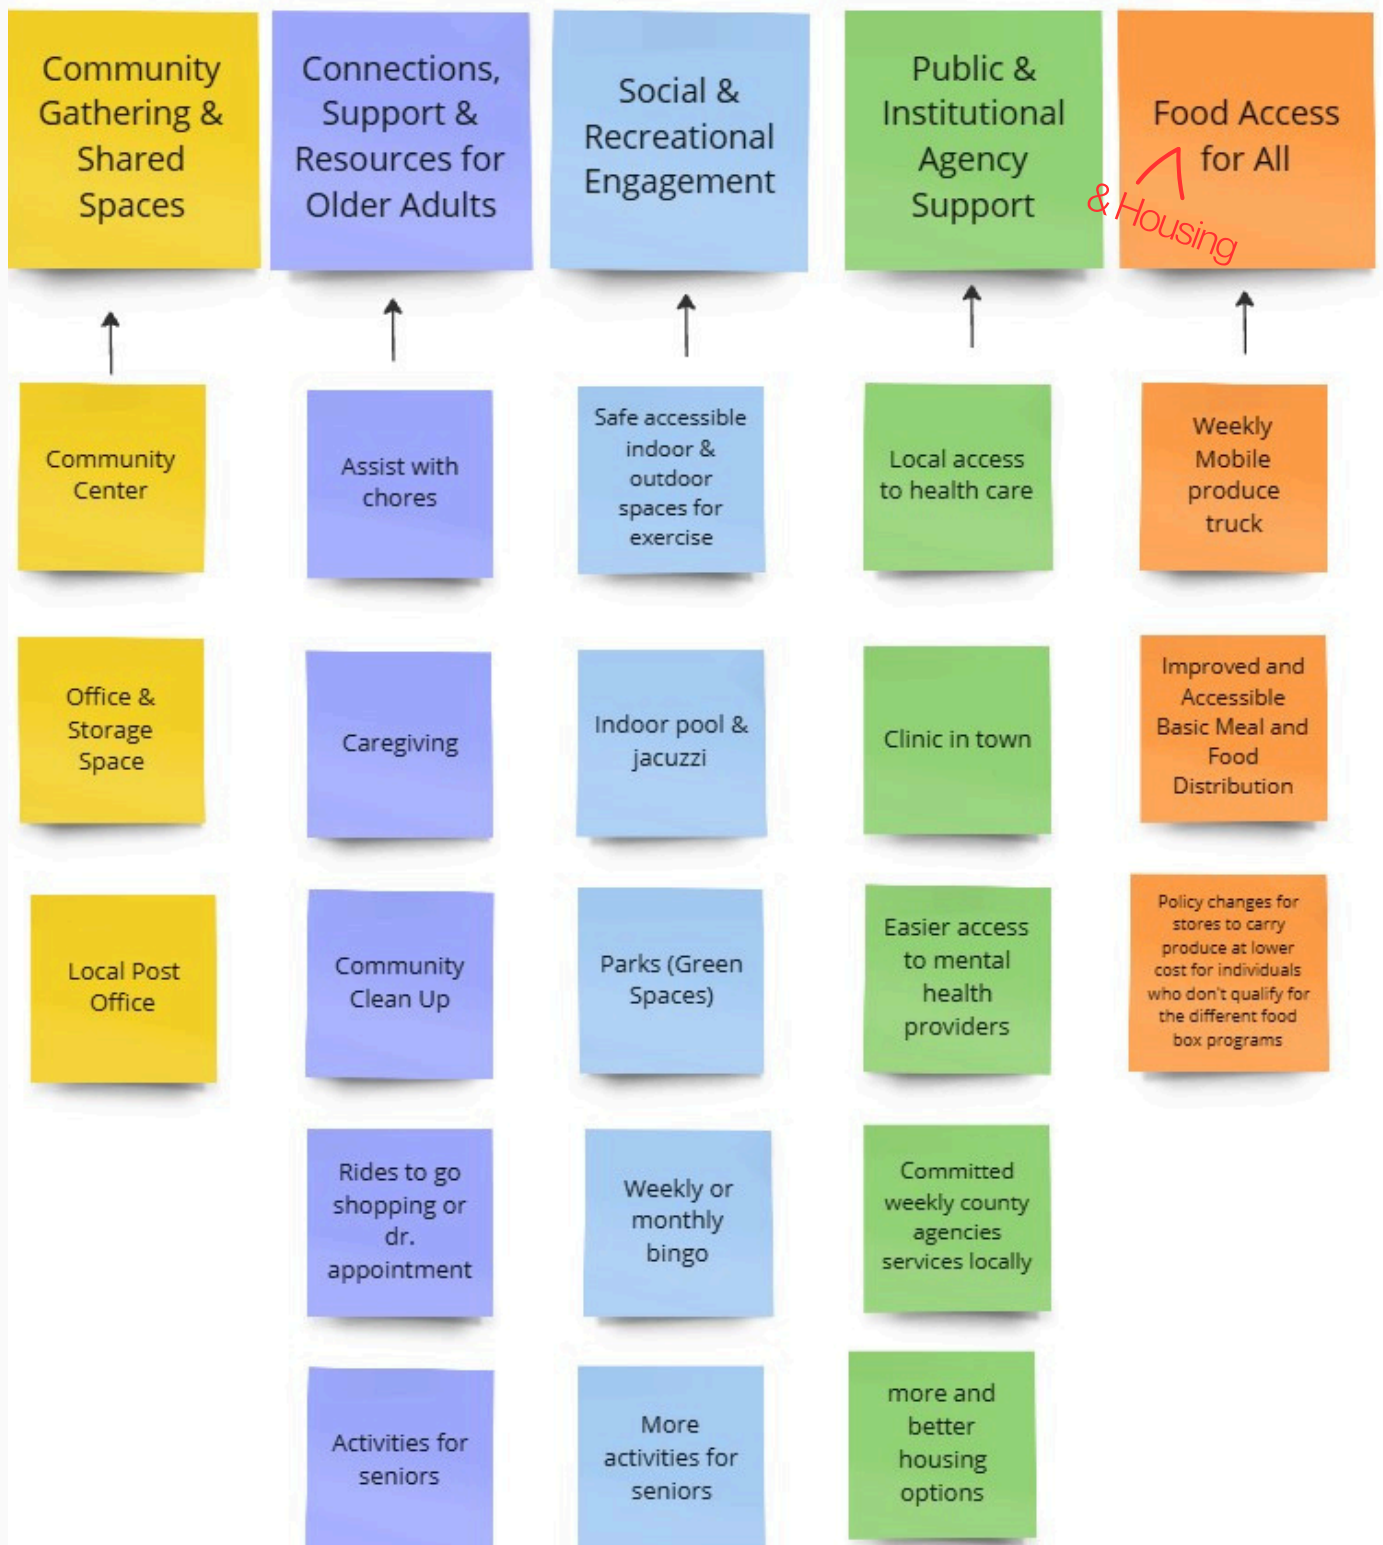 Community
Gathering &
Shared
Spaces
Connections,
Support &
Resources for
Older Adults
Social &
Recreational
Engagement
Public &
Institutional
Agency
Support
Food Access
& Housing
for All
Community
Center
Assist with
chores
Safe accessible
indoor &
outdoor
spaces for
exercise
Local access
to health care
Weekly
Mobile
produce
truck
Office &
Storage
Space
Caregiving
Indoor pool &
jacuzzi
Clinic in town
Improved and
Accessible
Basic Meal and
Food
Distribution
Local Post
Office
Community
Clean Up
Parks (Green
Spaces)
Easier access
to mental
health
providers
Policy changes for
stores to carry
produce at lower
cost for individuals
who don't qualify for
the different food
box programs
Rides to go
shopping or
dr.
appointment
Weekly or
monthly
bingo
Committed
weekly county
agencies
services locally
Activities for
seniors
More
activities for
seniors
more and
better
housing
options